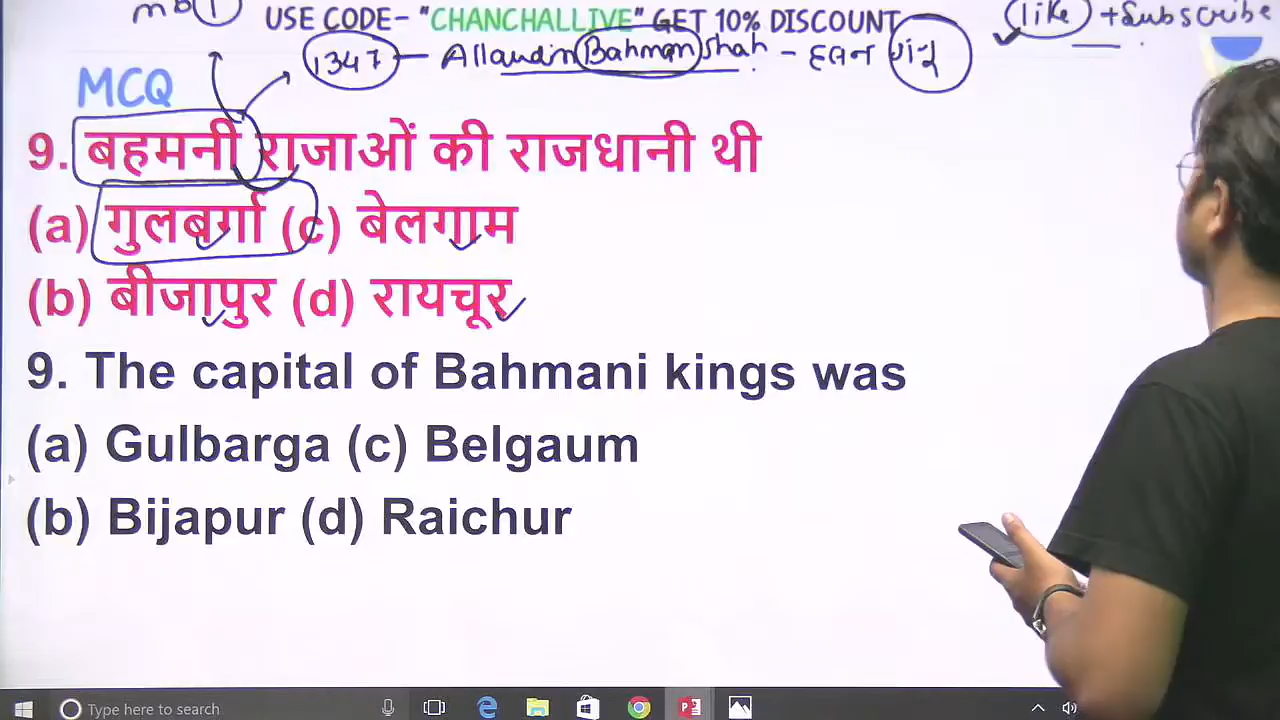 USE CODE- "CHANCHALLIVE" GET 10% DISCOUNT
like + Subscribe
1347 - Allaudin Bahman Shah - हसन गंगू
MCQ
9. बहमनी राजाओं की राजधानी थी
(a) गुलबर्गा (c) बेलगाम
(b) बीजापुर (d) रायचूर
9. The capital of Bahmani kings was
(a) Gulbarga (c) Belgaum
(b) Bijapur (d) Raichur
Type here to search